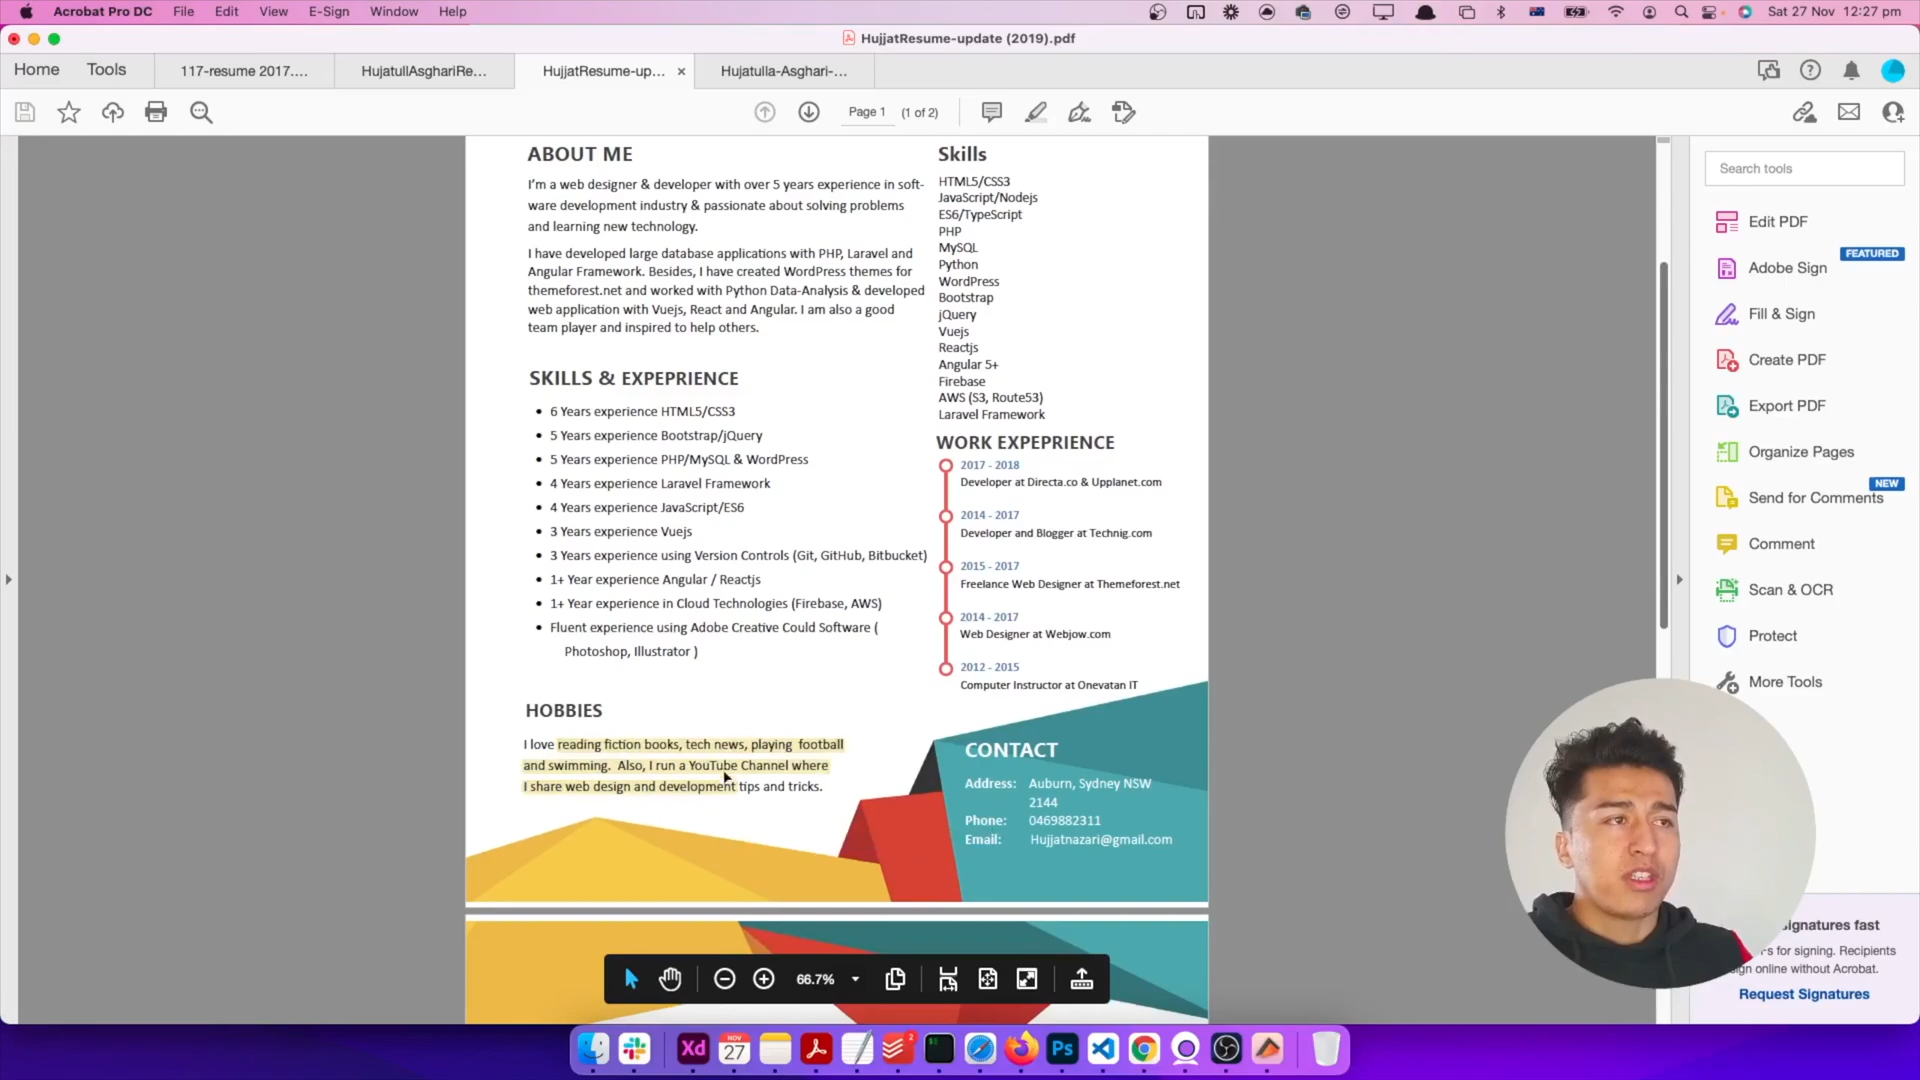 Acrobat Pro DC File Edit View E-Sign Window Help
Sat 27 Nov 12:27 pm
HujjatResume-update (2019).pdf
Home Tools 117-resume 2017.... HujatullAsghariRe... HujjatResume-up... × Hujatulla-Asghari-...
Page 1 (1 of 2)
ABOUT ME
I'm a web designer & developer with over 5 years experience in soft-
ware development industry & passionate about solving problems
and learning new technology.
I have developed large database applications with PHP, Laravel and
Angular Framework. Besides, I have created WordPress themes for
themeforest.net and worked with Python Data-Analysis & developed
web application with Vuejs, React and Angular. I am also a good
team player and inspired to help others.
SKILLS & EXPEPRIENCE
• 6 Years experience HTML5/CSS3
• 5 Years experience Bootstrap/jQuery
• 5 Years experience PHP/MySQL & WordPress
• 4 Years experience Laravel Framework
• 4 Years experience JavaScript/ES6
• 3 Years experience Vuejs
• 3 Years experience using Version Controls (Git, GitHub, Bitbucket)
• 1+ Year experience Angular / Reactjs
• 1+ Year experience in Cloud Technologies (Firebase, AWS)
• Fluent experience using Adobe Creative Could Software (
Photoshop, Illustrator )
HOBBIES
I love reading fiction books, tech news, playing football
and swimming. Also, I run a YouTube Channel where
I share web design and development tips and tricks.
Skills
HTML5/CSS3
JavaScript/Nodejs
ES6/TypeScript
PHP
MySQL
Python
WordPress
Bootstrap
jQuery
Vuejs
Reactjs
Angular 5+
Firebase
AWS (S3, Route53)
Laravel Framework
WORK EXPEPRIENCE
2017 - 2018
Developer at Directa.co & Upplanet.com
2014 - 2017
Developer and Blogger at Technig.com
2015 - 2017
Freelance Web Designer at Themeforest.net
2014 - 2017
Web Designer at Webjow.com
2012 - 2015
Computer Instructor at Onevatan IT
CONTACT
Address: Auburn, Sydney NSW
2144
Phone: 0469882311
Email: Hujjatnazari@gmail.com
66.7%
Search tools
Edit PDF
FEATURED
Adobe Sign
Fill & Sign
Create PDF
Export PDF
Organize Pages
NEW
Send for Comments
Comment
Scan & OCR
Protect
More Tools
ignatures fast
for signing. Recipients
online without Acrobat.
Request Signatures
Xd
NOV
27
2
Ps